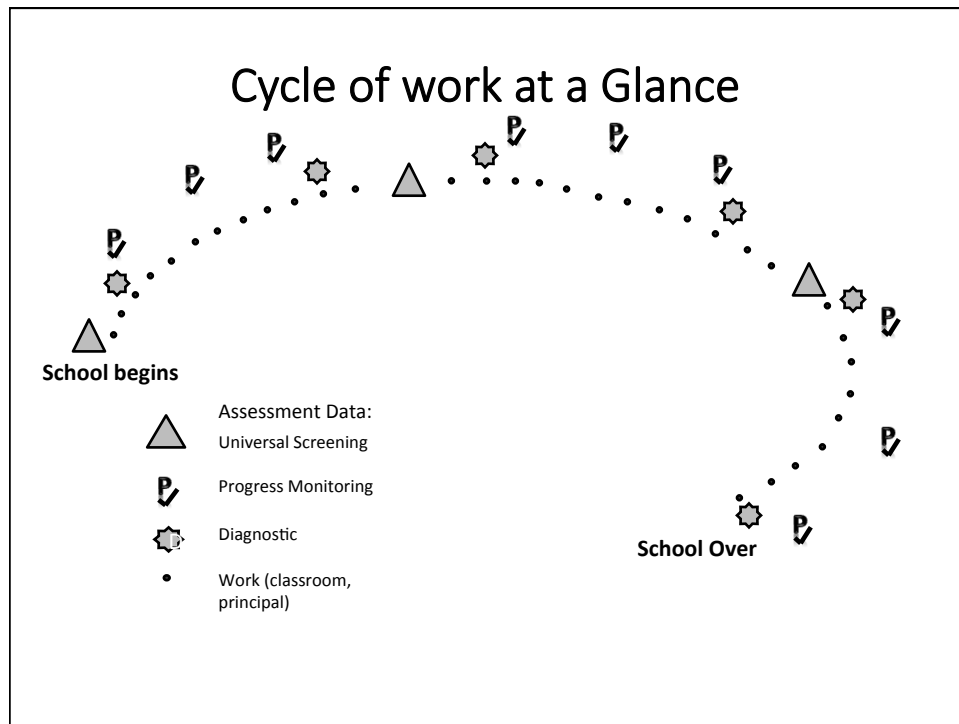 Cycle of work at a Glance
P
P
P
P
P
P
P
P
P
School begins
Assessment Data:
Universal Screening
P
Progress Monitoring
D
Diagnostic
Work (classroom,
principal)
School Over